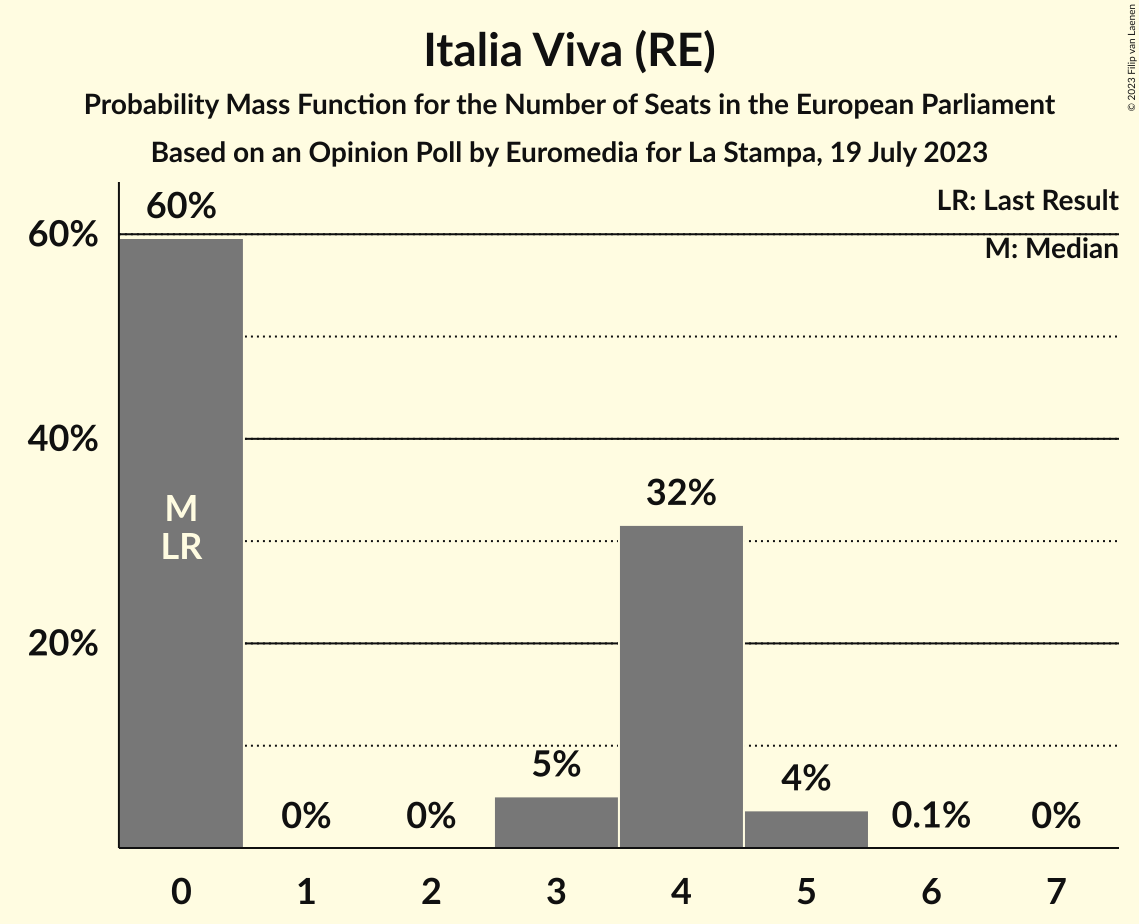 Italia Viva (RE)
Probability Mass Function for the Number of Seats in the European Parliament
Based on an Opinion Poll by Euromedia for La Stampa, 19 July 2023
© 2023 Filip van Laenen
LR: Last Result
M: Median
60%
40%
20%
60%
0%
0%
5%
32%
4%
0.1%
0%
M
LR
0
1
2
3
4
5
6
7